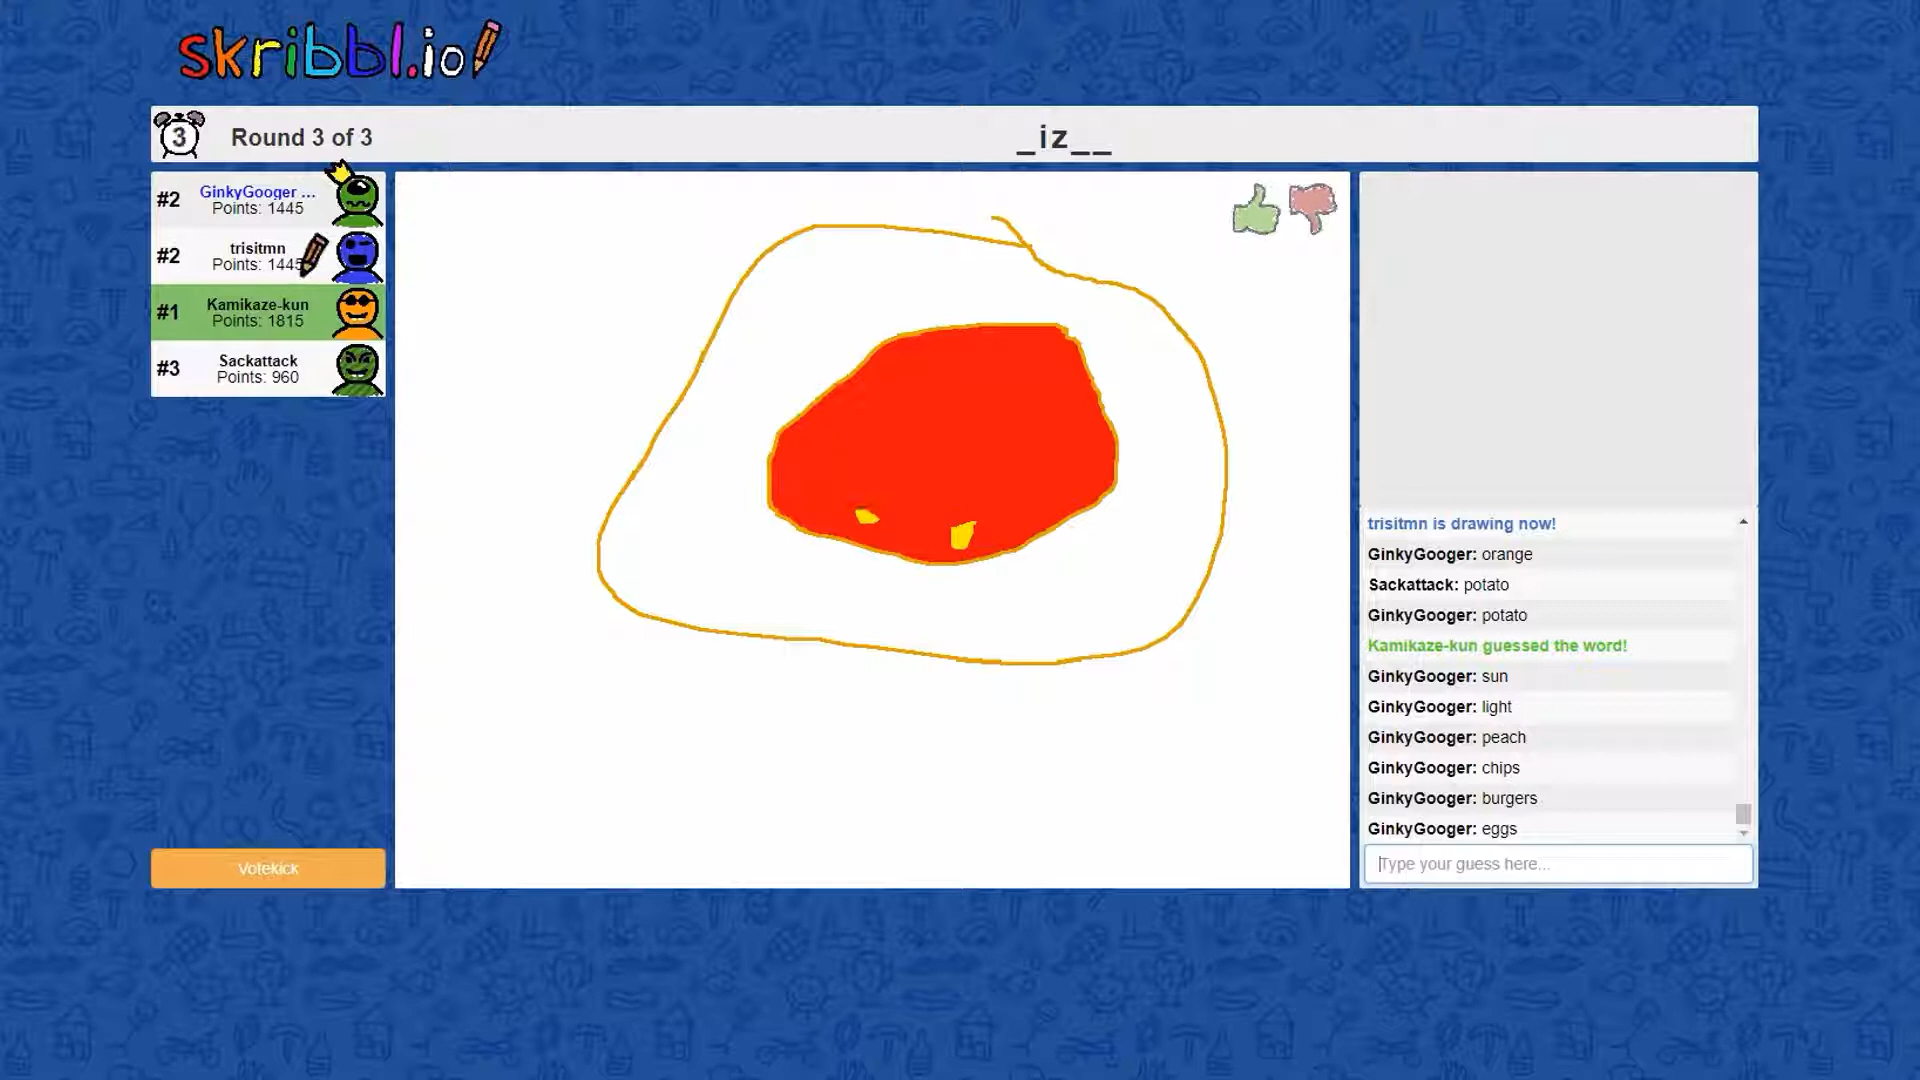 skribbl.io
3
Round 3 of 3
_iz__
#2
GinkyGooger ...
Points: 1445
#2
trisitmn
Points: 1445
#1
Kamikaze-kun
Points: 1815
#3
Sackattack
Points: 960
Votekick
trisitmn is drawing now!
GinkyGooger: orange
Sackattack: potato
GinkyGooger: potato
Kamikaze-kun guessed the word!
GinkyGooger: sun
GinkyGooger: light
GinkyGooger: peach
GinkyGooger: chips
GinkyGooger: burgers
GinkyGooger: eggs
Type your guess here...